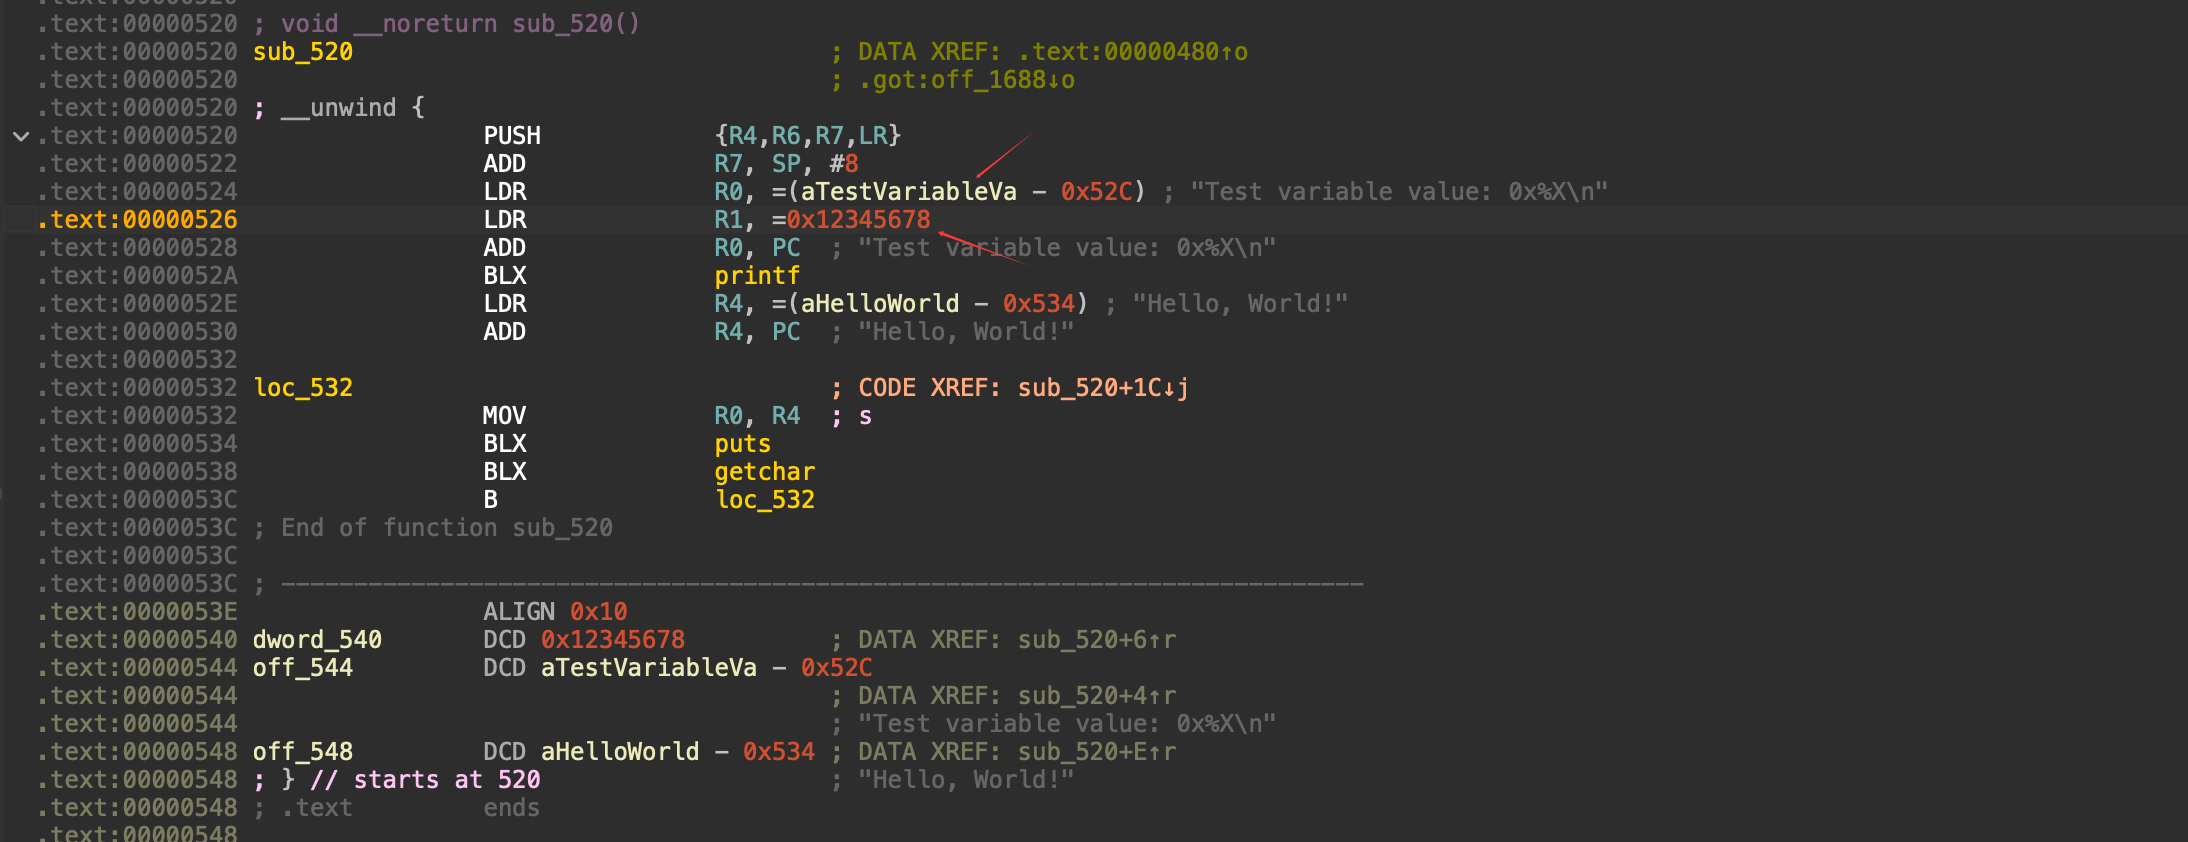 .text:00000520
.text:00000520 ; void __noreturn sub_520()
.text:00000520 sub_520 ; DATA XREF: .text:00000480↑o
.text:00000520 ; .got:off_1688↓o
.text:00000520 ; __unwind {
.text:00000520 PUSH {R4,R6,R7,LR}
.text:00000522 ADD R7, SP, #8
.text:00000524 LDR R0, =(aTestVariableVa - 0x52C) ; "Test variable value: 0x%X\n"
.text:00000526 LDR R1, =0x12345678
.text:00000528 ADD R0, PC ; "Test variable value: 0x%X\n"
.text:0000052A BLX printf
.text:0000052E LDR R4, =(aHelloWorld - 0x534) ; "Hello, World!"
.text:00000530 ADD R4, PC ; "Hello, World!"
.text:00000532
.text:00000532 loc_532 ; CODE XREF: sub_520+1C↓j
.text:00000532 MOV R0, R4 ; s
.text:00000534 BLX puts
.text:00000538 BLX getchar
.text:0000053C B loc_532
.text:0000053C ; End of function sub_520
.text:0000053C
.text:0000053C ; ---------------------------------------------------------------------------
.text:0000053E ALIGN 0x10
.text:00000540 dword_540 DCD 0x12345678 ; DATA XREF: sub_520+6↑r
.text:00000544 off_544 DCD aTestVariableVa - 0x52C
.text:00000544 ; DATA XREF: sub_520+4↑r
.text:00000544 ; "Test variable value: 0x%X\n"
.text:00000548 off_548 DCD aHelloWorld - 0x534 ; DATA XREF: sub_520+E↑r
.text:00000548 ; } // starts at 520 ; "Hello, World!"
.text:00000548 ; .text ends
.text:00000548